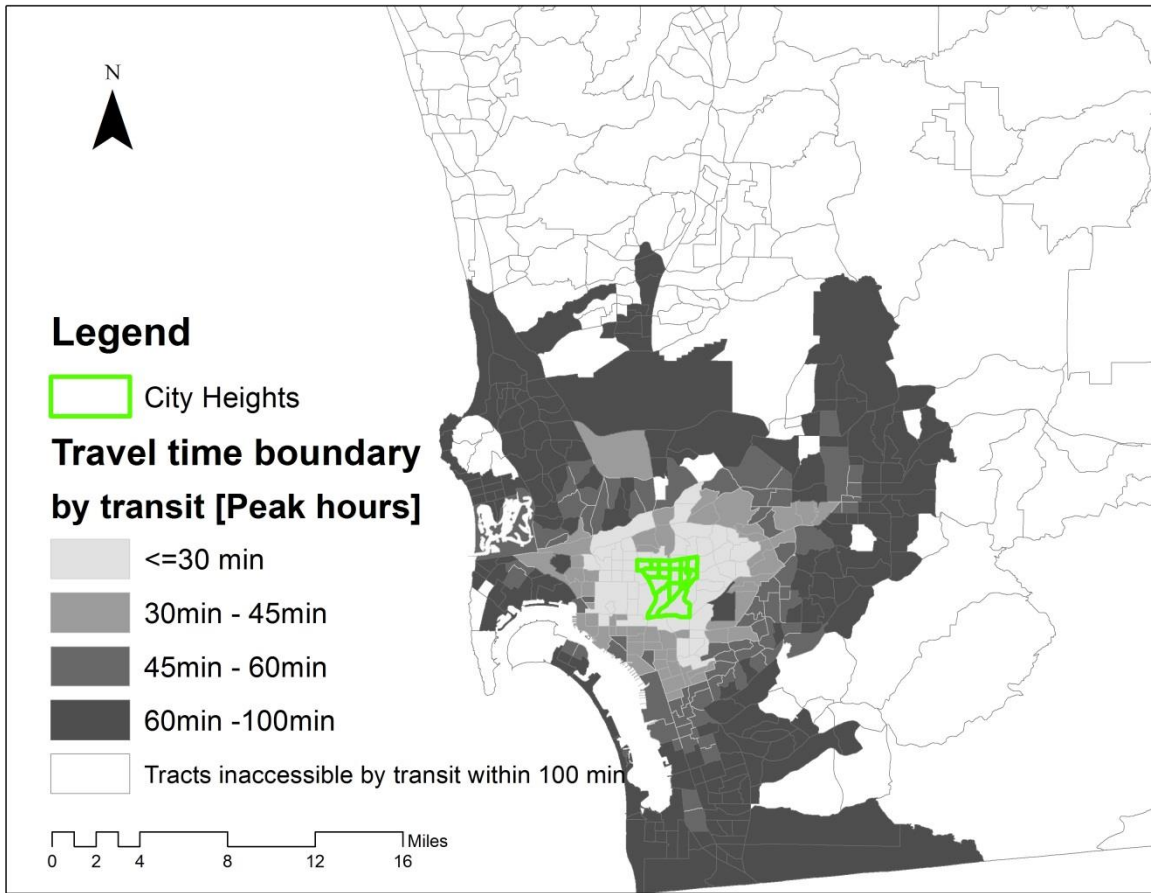 N
Legend
City Heights
Travel time boundary
by transit [Peak hours]
<=30 min
30min - 45min
45min - 60min
60min -100min
Tracts inaccessible by transit within 100 min
Miles
0 2 4 8 12 16